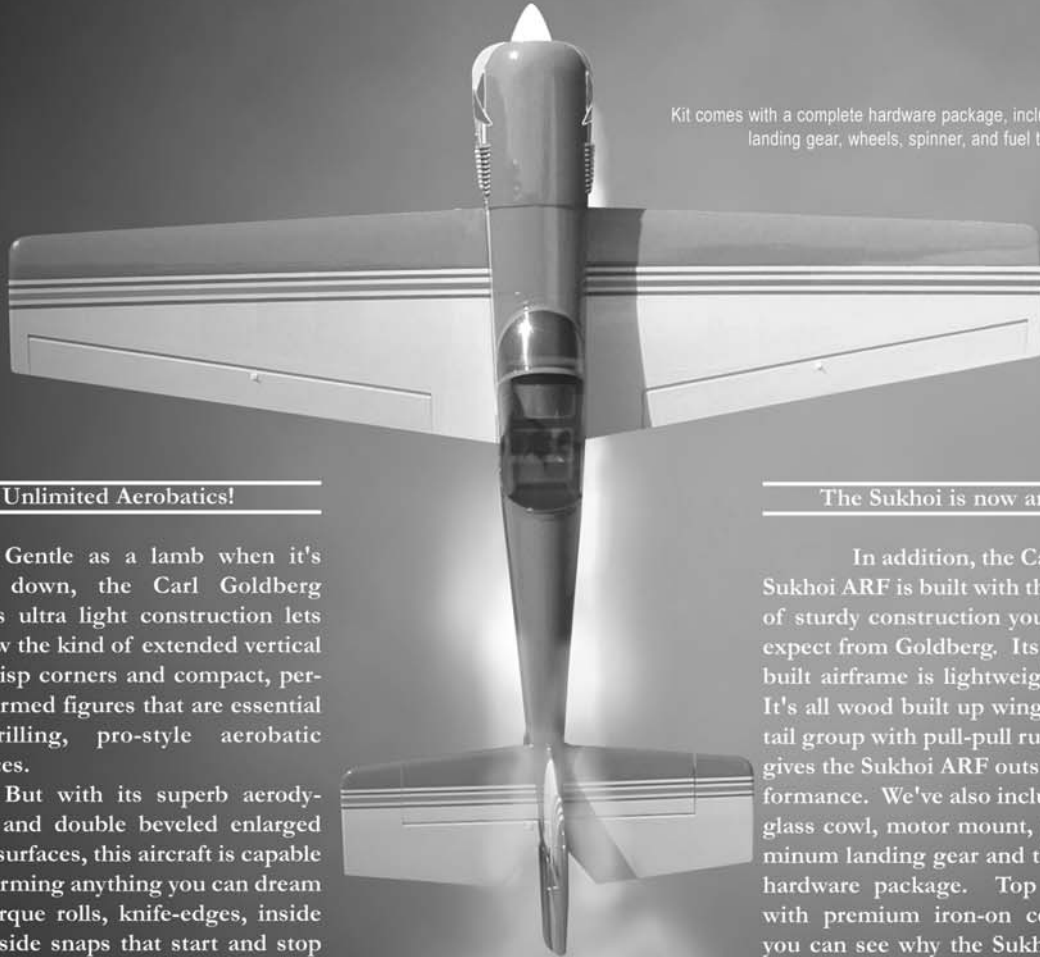 Kit comes with a complete hardware package, inclu
landing gear, wheels, spinner, and fuel t
Unlimited Aerobatics!
Gentle as a lamb when it's
down, the Carl Goldberg
s ultra light construction lets
w the kind of extended vertical
isp corners and compact, per-
rmed figures that are essential
rilling, pro-style aerobatic
ces.
But with its superb aerody-
and double beveled enlarged
surfaces, this aircraft is capable
rming anything you can dream
rque rolls, knife-edges, inside
side snaps that start and stop
The Sukhoi is now a
In addition, the Ca
Sukhoi ARF is built with th
of sturdy construction you
expect from Goldberg. Its
built airframe is lightweig
It's all wood built up wing
tail group with pull-pull ru
gives the Sukhoi ARF outs
formance. We've also inclu
glass cowl, motor mount,
minum landing gear and t
hardware package. Top
with premium iron-on c
you can see why the Sukh